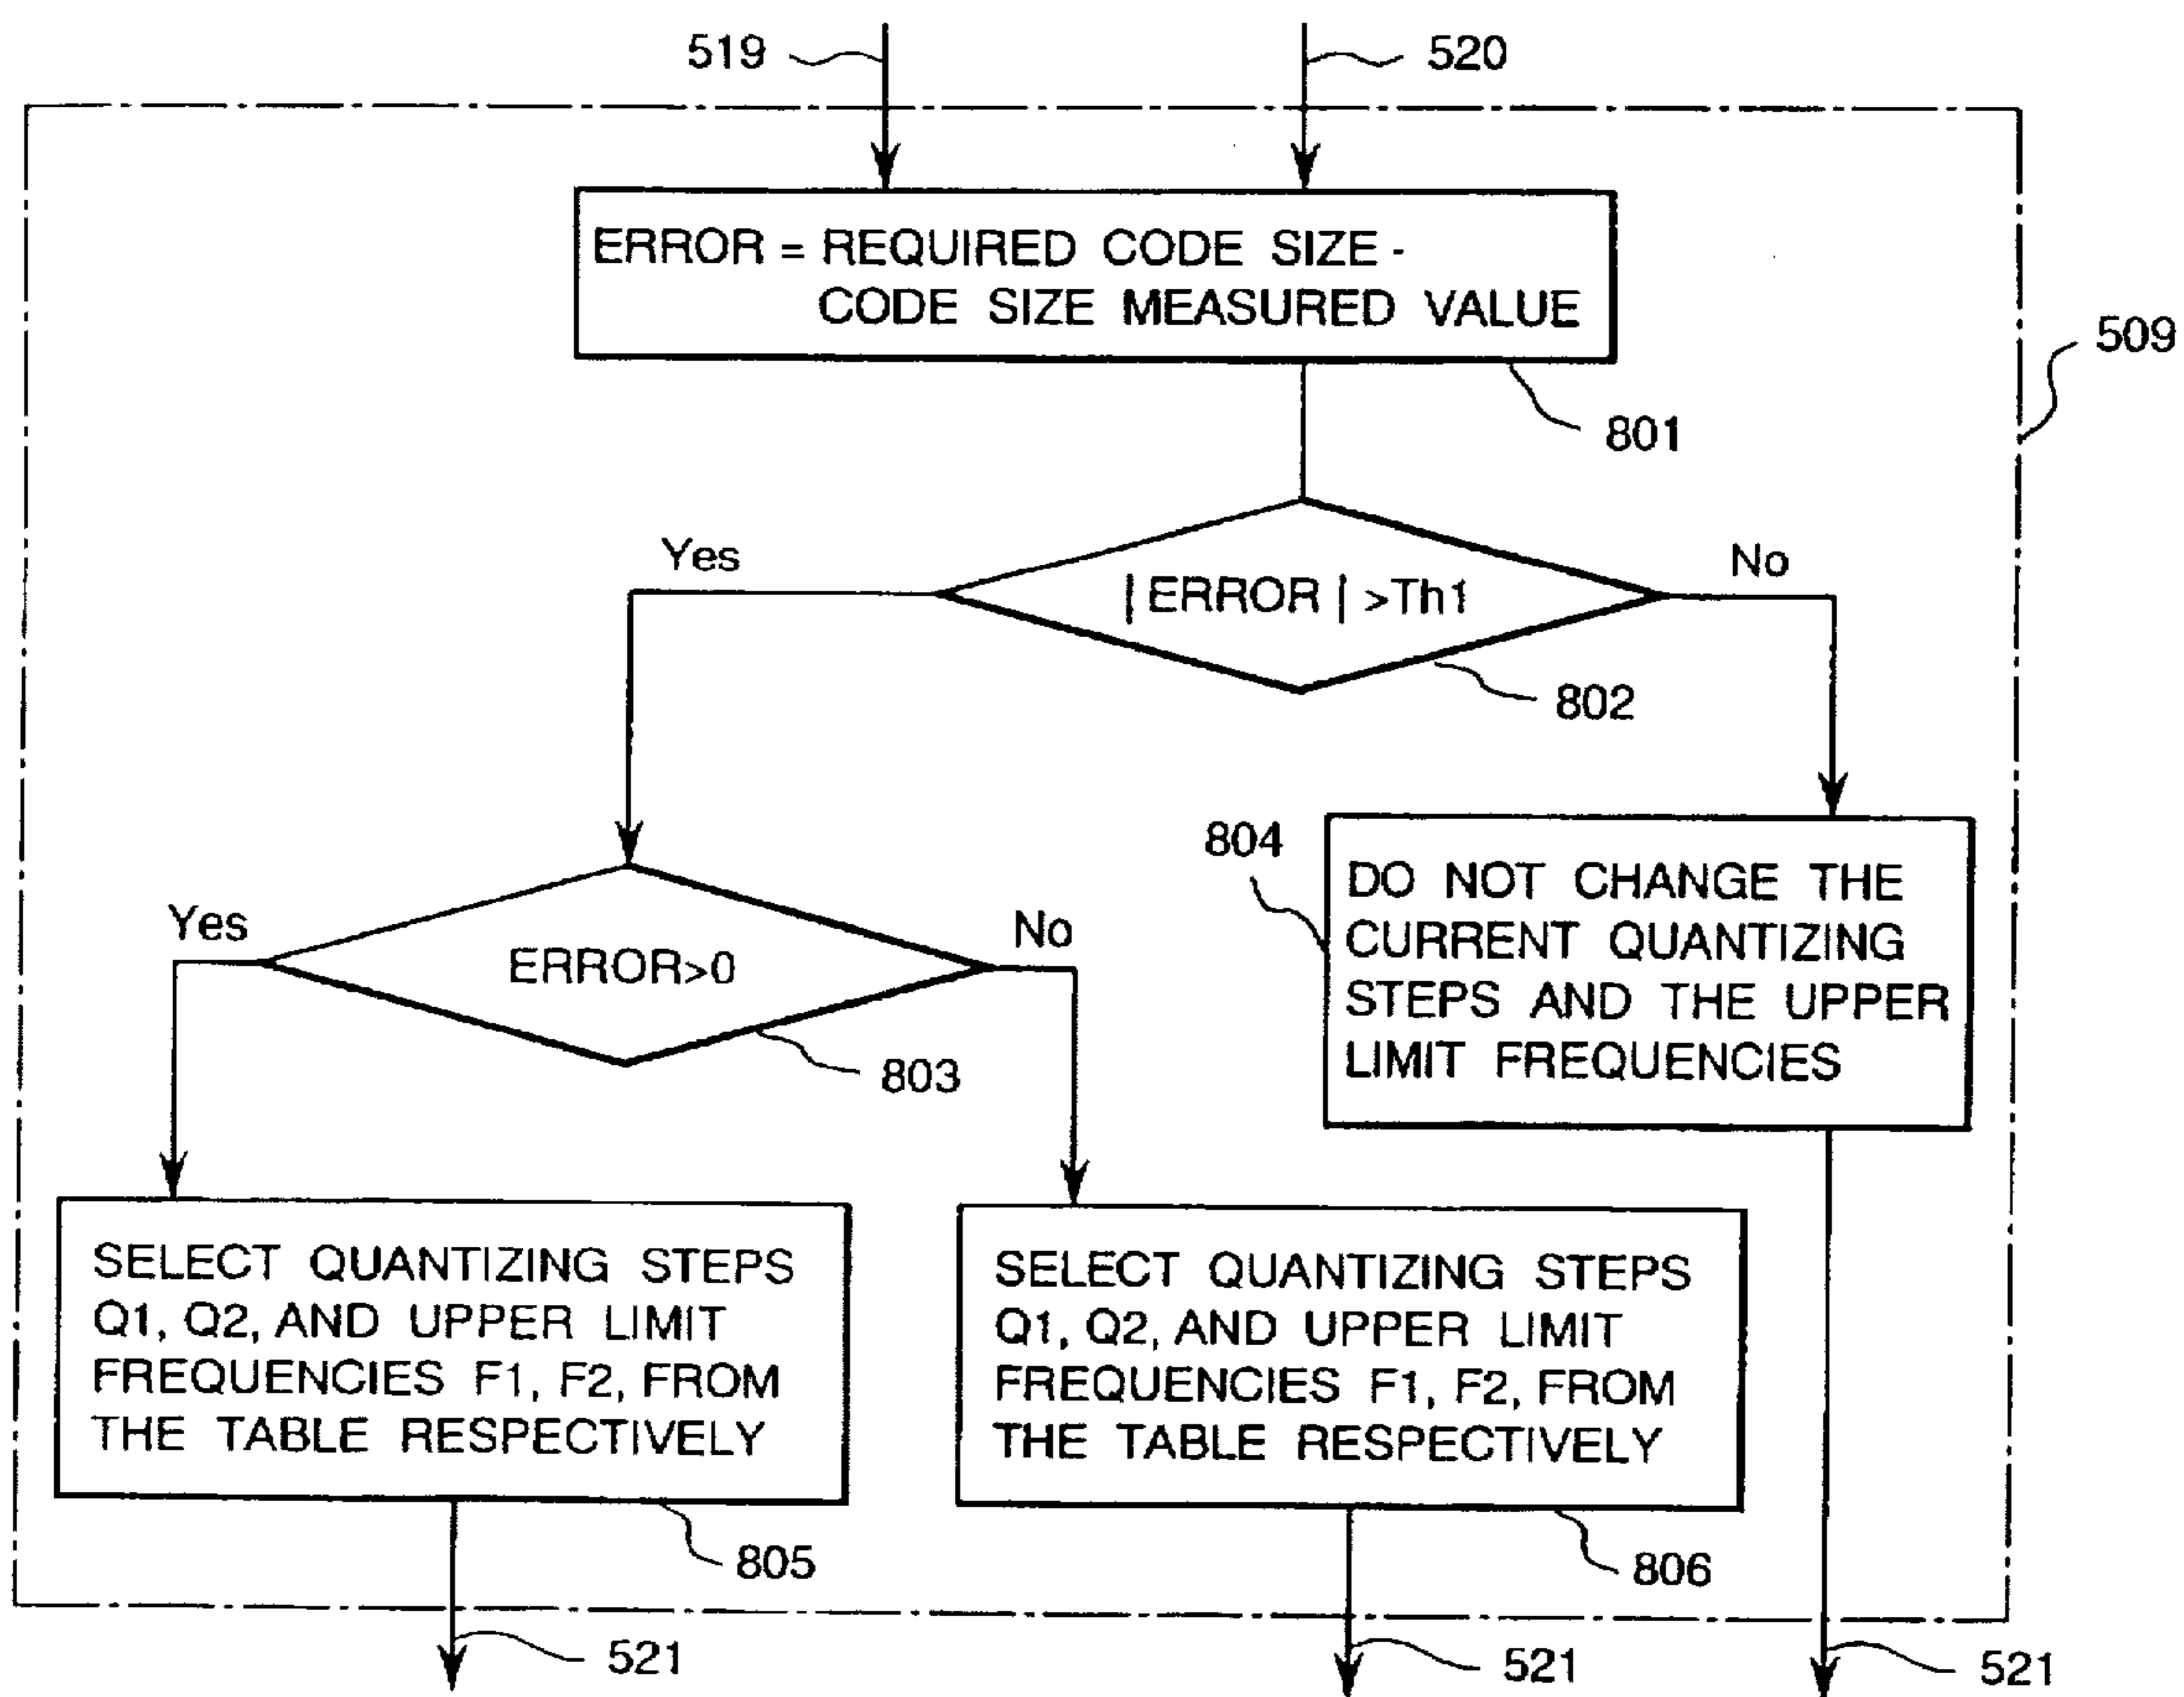 519
520
ERROR = REQUIRED CODE SIZE -
CODE SIZE MEASURED VALUE
509
801
Yes
| ERROR | >Th1
No
802
804
DO NOT CHANGE THE
CURRENT QUANTIZING
STEPS AND THE UPPER
LIMIT FREQUENCIES
Yes
ERROR>0
No
803
SELECT QUANTIZING STEPS
Q1, Q2, AND UPPER LIMIT
FREQUENCIES F1, F2, FROM
THE TABLE RESPECTIVELY
SELECT QUANTIZING STEPS
Q1, Q2, AND UPPER LIMIT
FREQUENCIES F1, F2, FROM
THE TABLE RESPECTIVELY
805
806
521
521
521